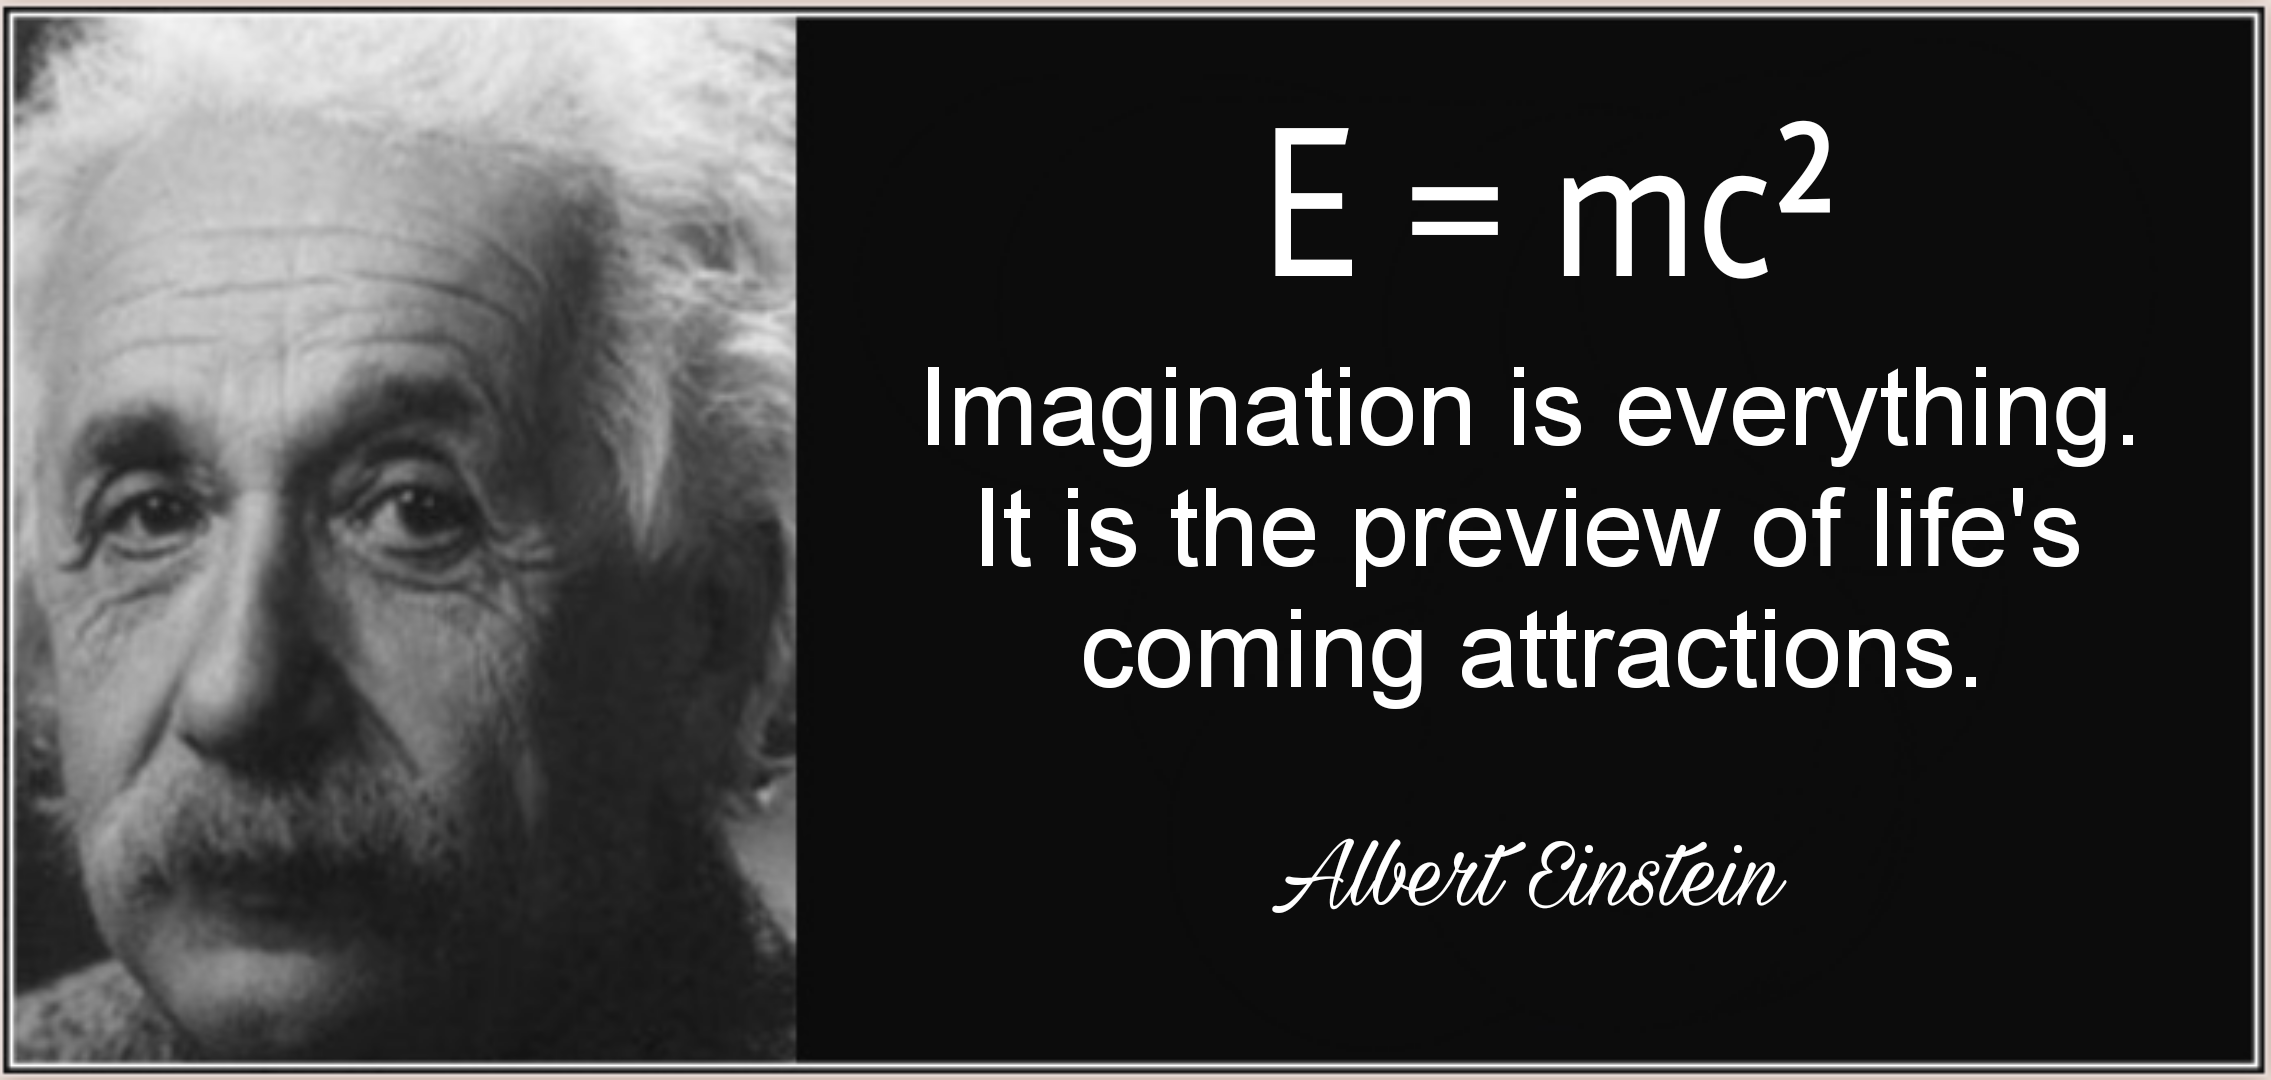 E = mc²
Imagination is everything.
It is the preview of life's
coming attractions.
Albert Einstein